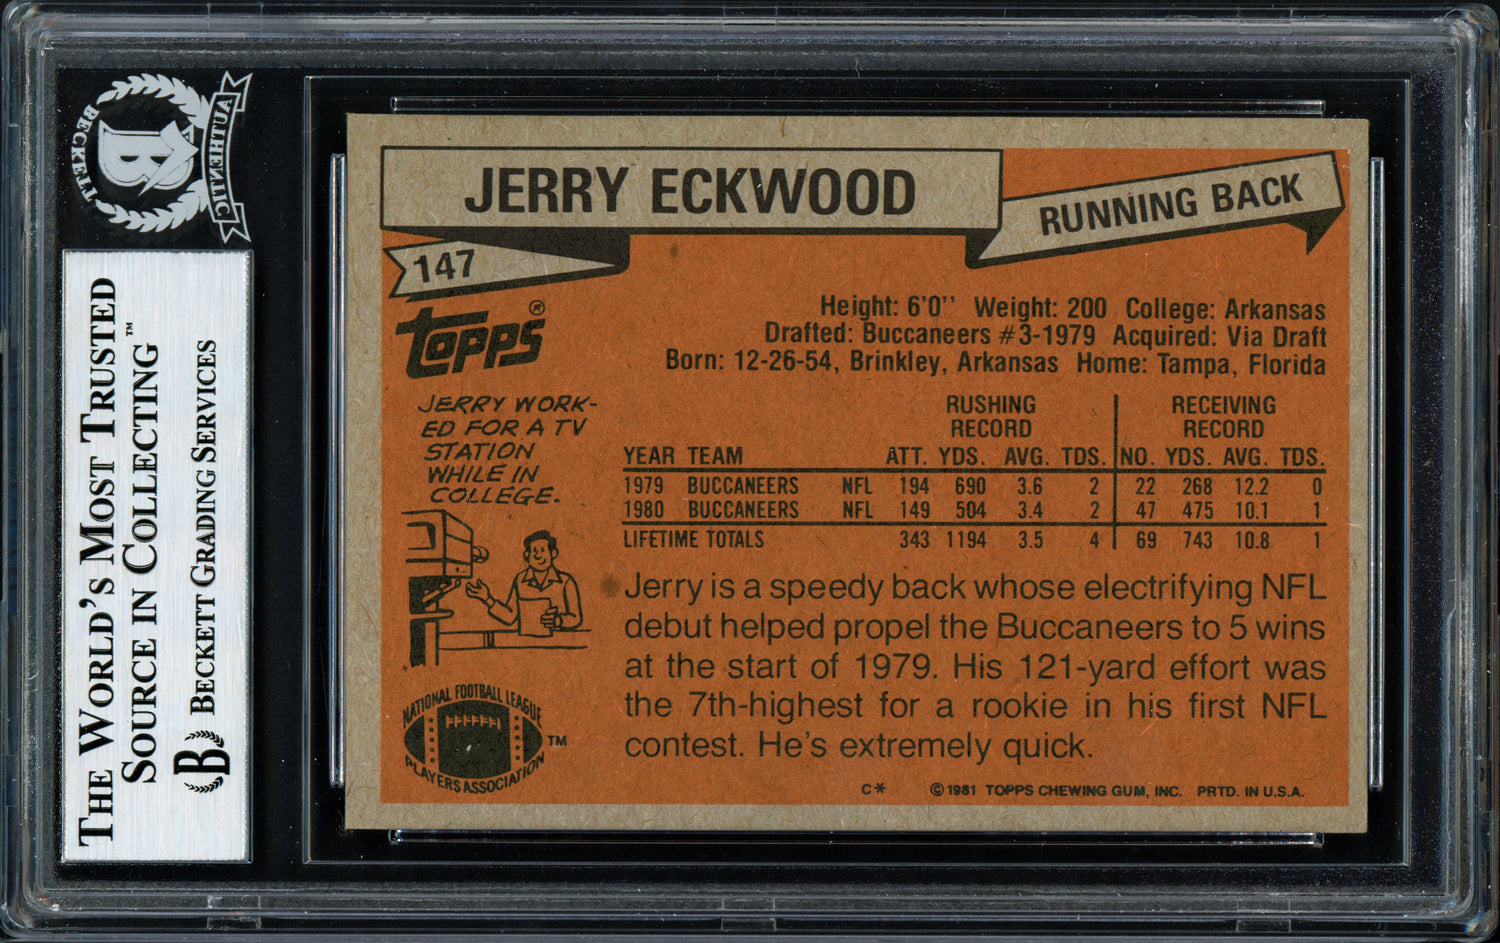 AUTHENTIC
BECKETT
B
THE WORLD'S MOST TRUSTED
SOURCE IN COLLECTING™
B BECKETT GRADING SERVICES
JERRY ECKWOOD
RUNNING BACK
147
TOPPS®
Height: 6'0'' Weight: 200 College: Arkansas
Drafted: Buccaneers #3-1979 Acquired: Via Draft
Born: 12-26-54, Brinkley, Arkansas Home: Tampa, Florida
JERRY WORK-
ED FOR A TV
STATION
WHILE IN
COLLEGE.
RUSHING RECEIVING
RECORD RECORD
YEAR TEAM ATT. YDS. AVG. TDS. NO. YDS. AVG. TDS.
1979 BUCCANEERS NFL 194 690 3.6 2 22 268 12.2 0
1980 BUCCANEERS NFL 149 504 3.4 2 47 475 10.1 1
LIFETIME TOTALS 343 1194 3.5 4 69 743 10.8 1
Jerry is a speedy back whose electrifying NFL
debut helped propel the Buccaneers to 5 wins
at the start of 1979. His 121-yard effort was
the 7th-highest for a rookie in his first NFL
contest. He's extremely quick.
NATIONAL FOOTBALL LEAGUE
PLAYERS ASSOCIATION
TM
C* ©1981 TOPPS CHEWING GUM, INC. PRTD. IN U.S.A.